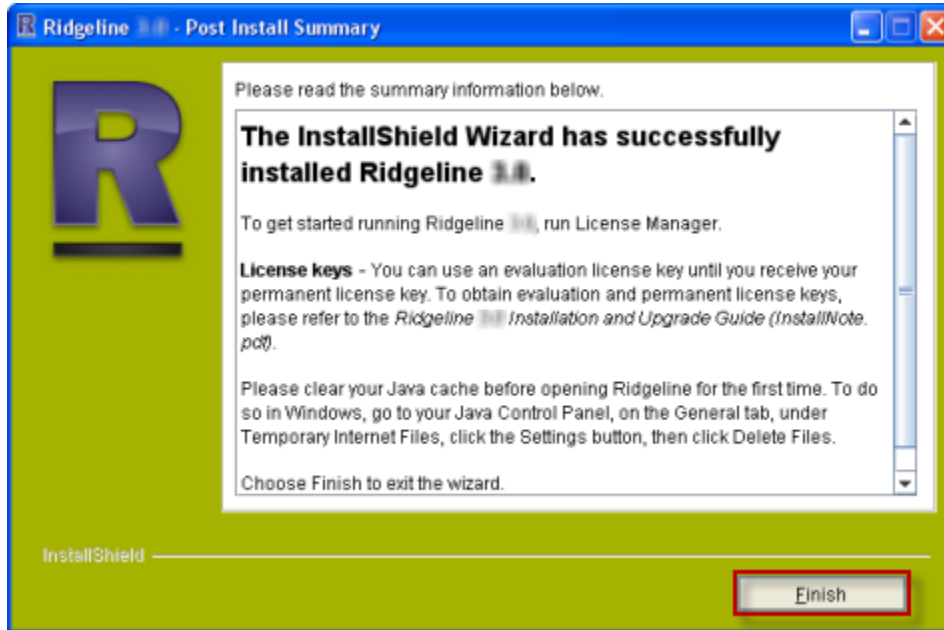 Ridgeline - Post Install Summary
R
Please read the summary information below.
The InstallShield Wizard has successfully
installed Ridgeline
To get started running Ridgeline , run License Manager.
License keys - You can use an evaluation license key until you receive your
permanent license key. To obtain evaluation and permanent license keys,
please refer to the Ridgeline Installation and Upgrade Guide (InstallNote.
pdf).
Please clear your Java cache before opening Ridgeline for the first time. To do
so in Windows, go to your Java Control Panel, on the General tab, under
Temporary Internet Files, click the Settings button, then click Delete Files.
Choose Finish to exit the wizard.
InstallShield
Finish